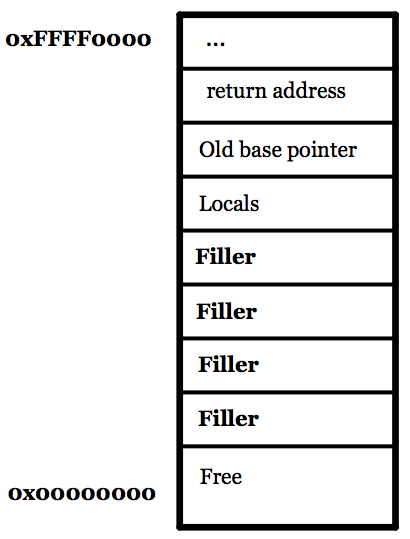 0xFFFF0000
...
return address
Old base pointer
Locals
Filler
Filler
Filler
Filler
Free
0x00000000